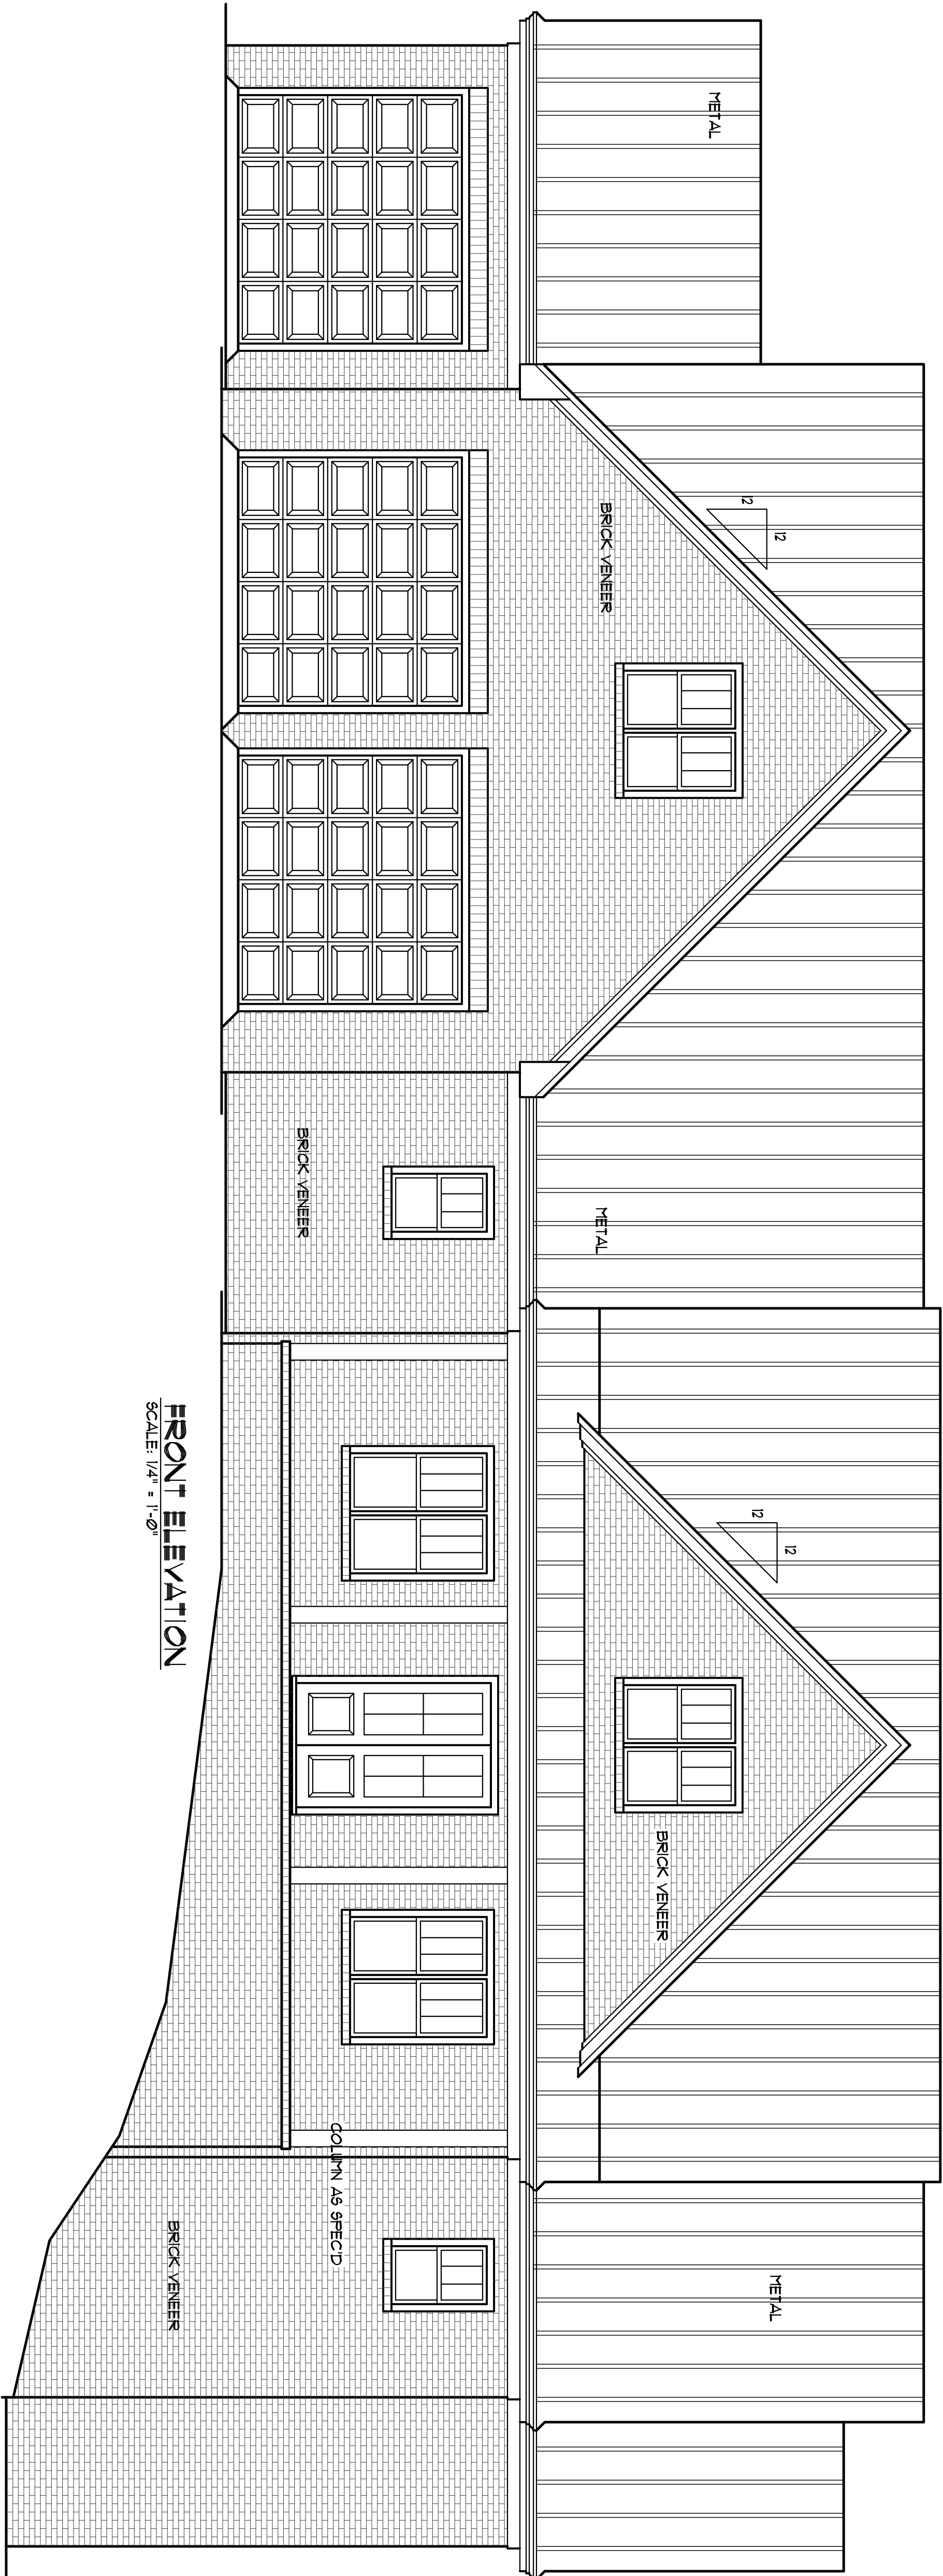 METAL
12
12
BRICK VENEER
BRICK VENEER
METAL
12
12
BRICK VENEER
COLUMN AS SPEC'D
BRICK VENEER
METAL
FRONT ELEVATION
SCALE: 1/4" = 1'-0"